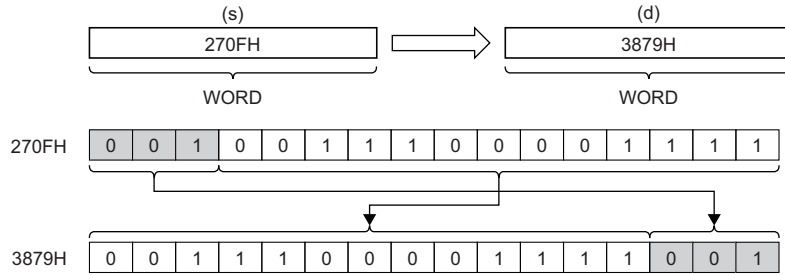 (s) (d)
270FH 3879H
WORD WORD
270FH 0 0 1 0 0 1 1 1 0 0 0 0 1 1 1 1
3879H 0 0 1 1 1 0 0 0 0 1 1 1 1 0 0 1